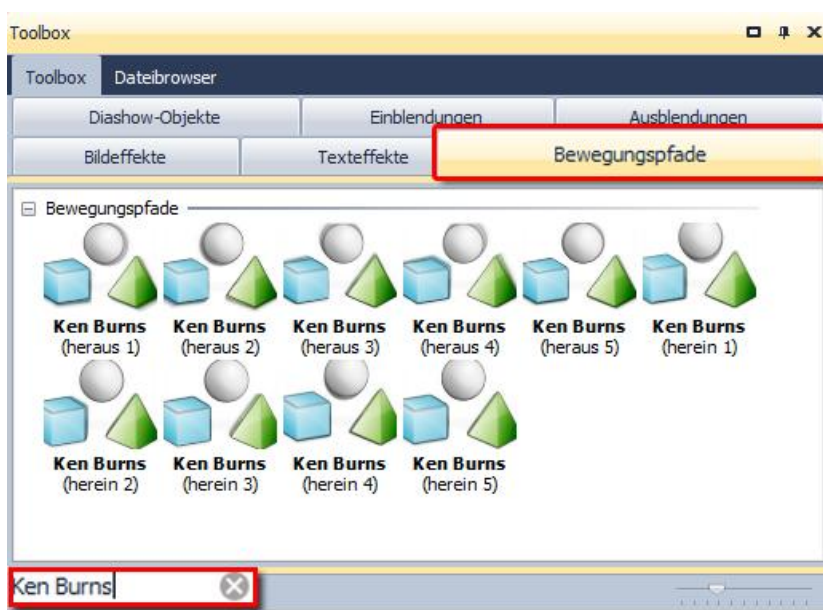 Toolbox
Toolbox Dateibrowser
Diashow-Objekte Einblendungen Ausblendungen
Bildeffekte Texteffekte Bewegungspfade
Bewegungspfade
Ken Burns Ken Burns Ken Burns Ken Burns Ken Burns Ken Burns
(heraus 1) (heraus 2) (heraus 3) (heraus 4) (heraus 5) (herein 1)
Ken Burns Ken Burns Ken Burns Ken Burns
(herein 2) (herein 3) (herein 4) (herein 5)
Ken Burns